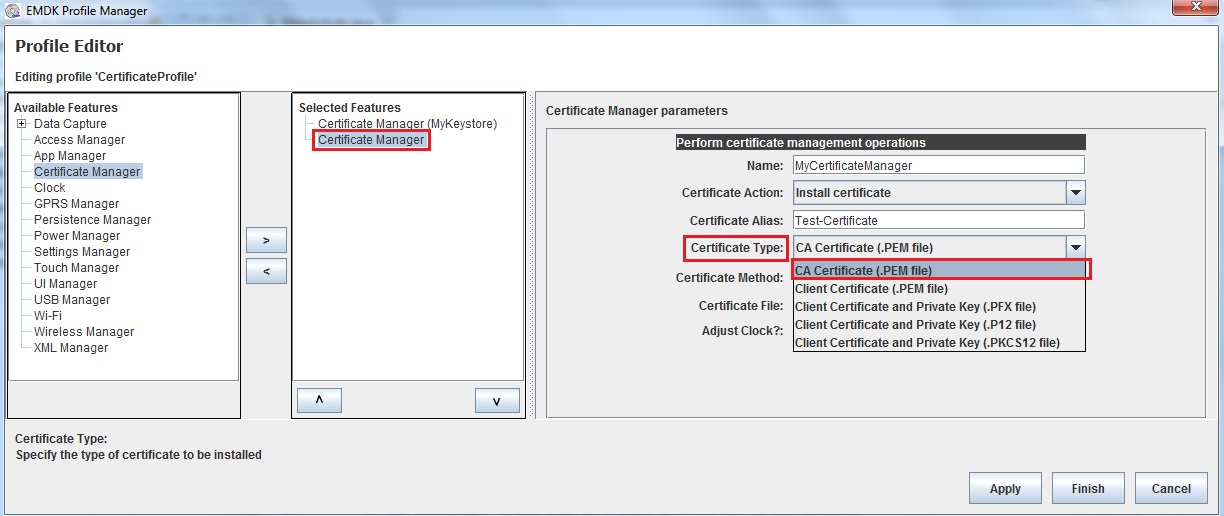 EMDK Profile Manager
Profile Editor
Editing profile 'CertificateProfile'
Available Features
Data Capture
Access Manager
App Manager
Certificate Manager
Clock
GPRS Manager
Persistence Manager
Power Manager
Settings Manager
Touch Manager
UI Manager
USB Manager
Wi-Fi
Wireless Manager
XML Manager
>
<
Selected Features
Certificate Manager (MyKeystore)
Certificate Manager
˄
˅
Certificate Manager parameters
Perform certificate management operations
Name: MyCertificateManager
Certificate Action: Install certificate
Certificate Alias: Test-Certificate
Certificate Type: CA Certificate (.PEM file)
CA Certificate (.PEM file)
Certificate Method:
Client Certificate (.PEM file)
Client Certificate and Private Key (.PFX file)
Certificate File:
Client Certificate and Private Key (.P12 file)
Adjust Clock?:
Client Certificate and Private Key (.PKCS12 file)
Certificate Type:
Specify the type of certificate to be installed
Apply Finish Cancel